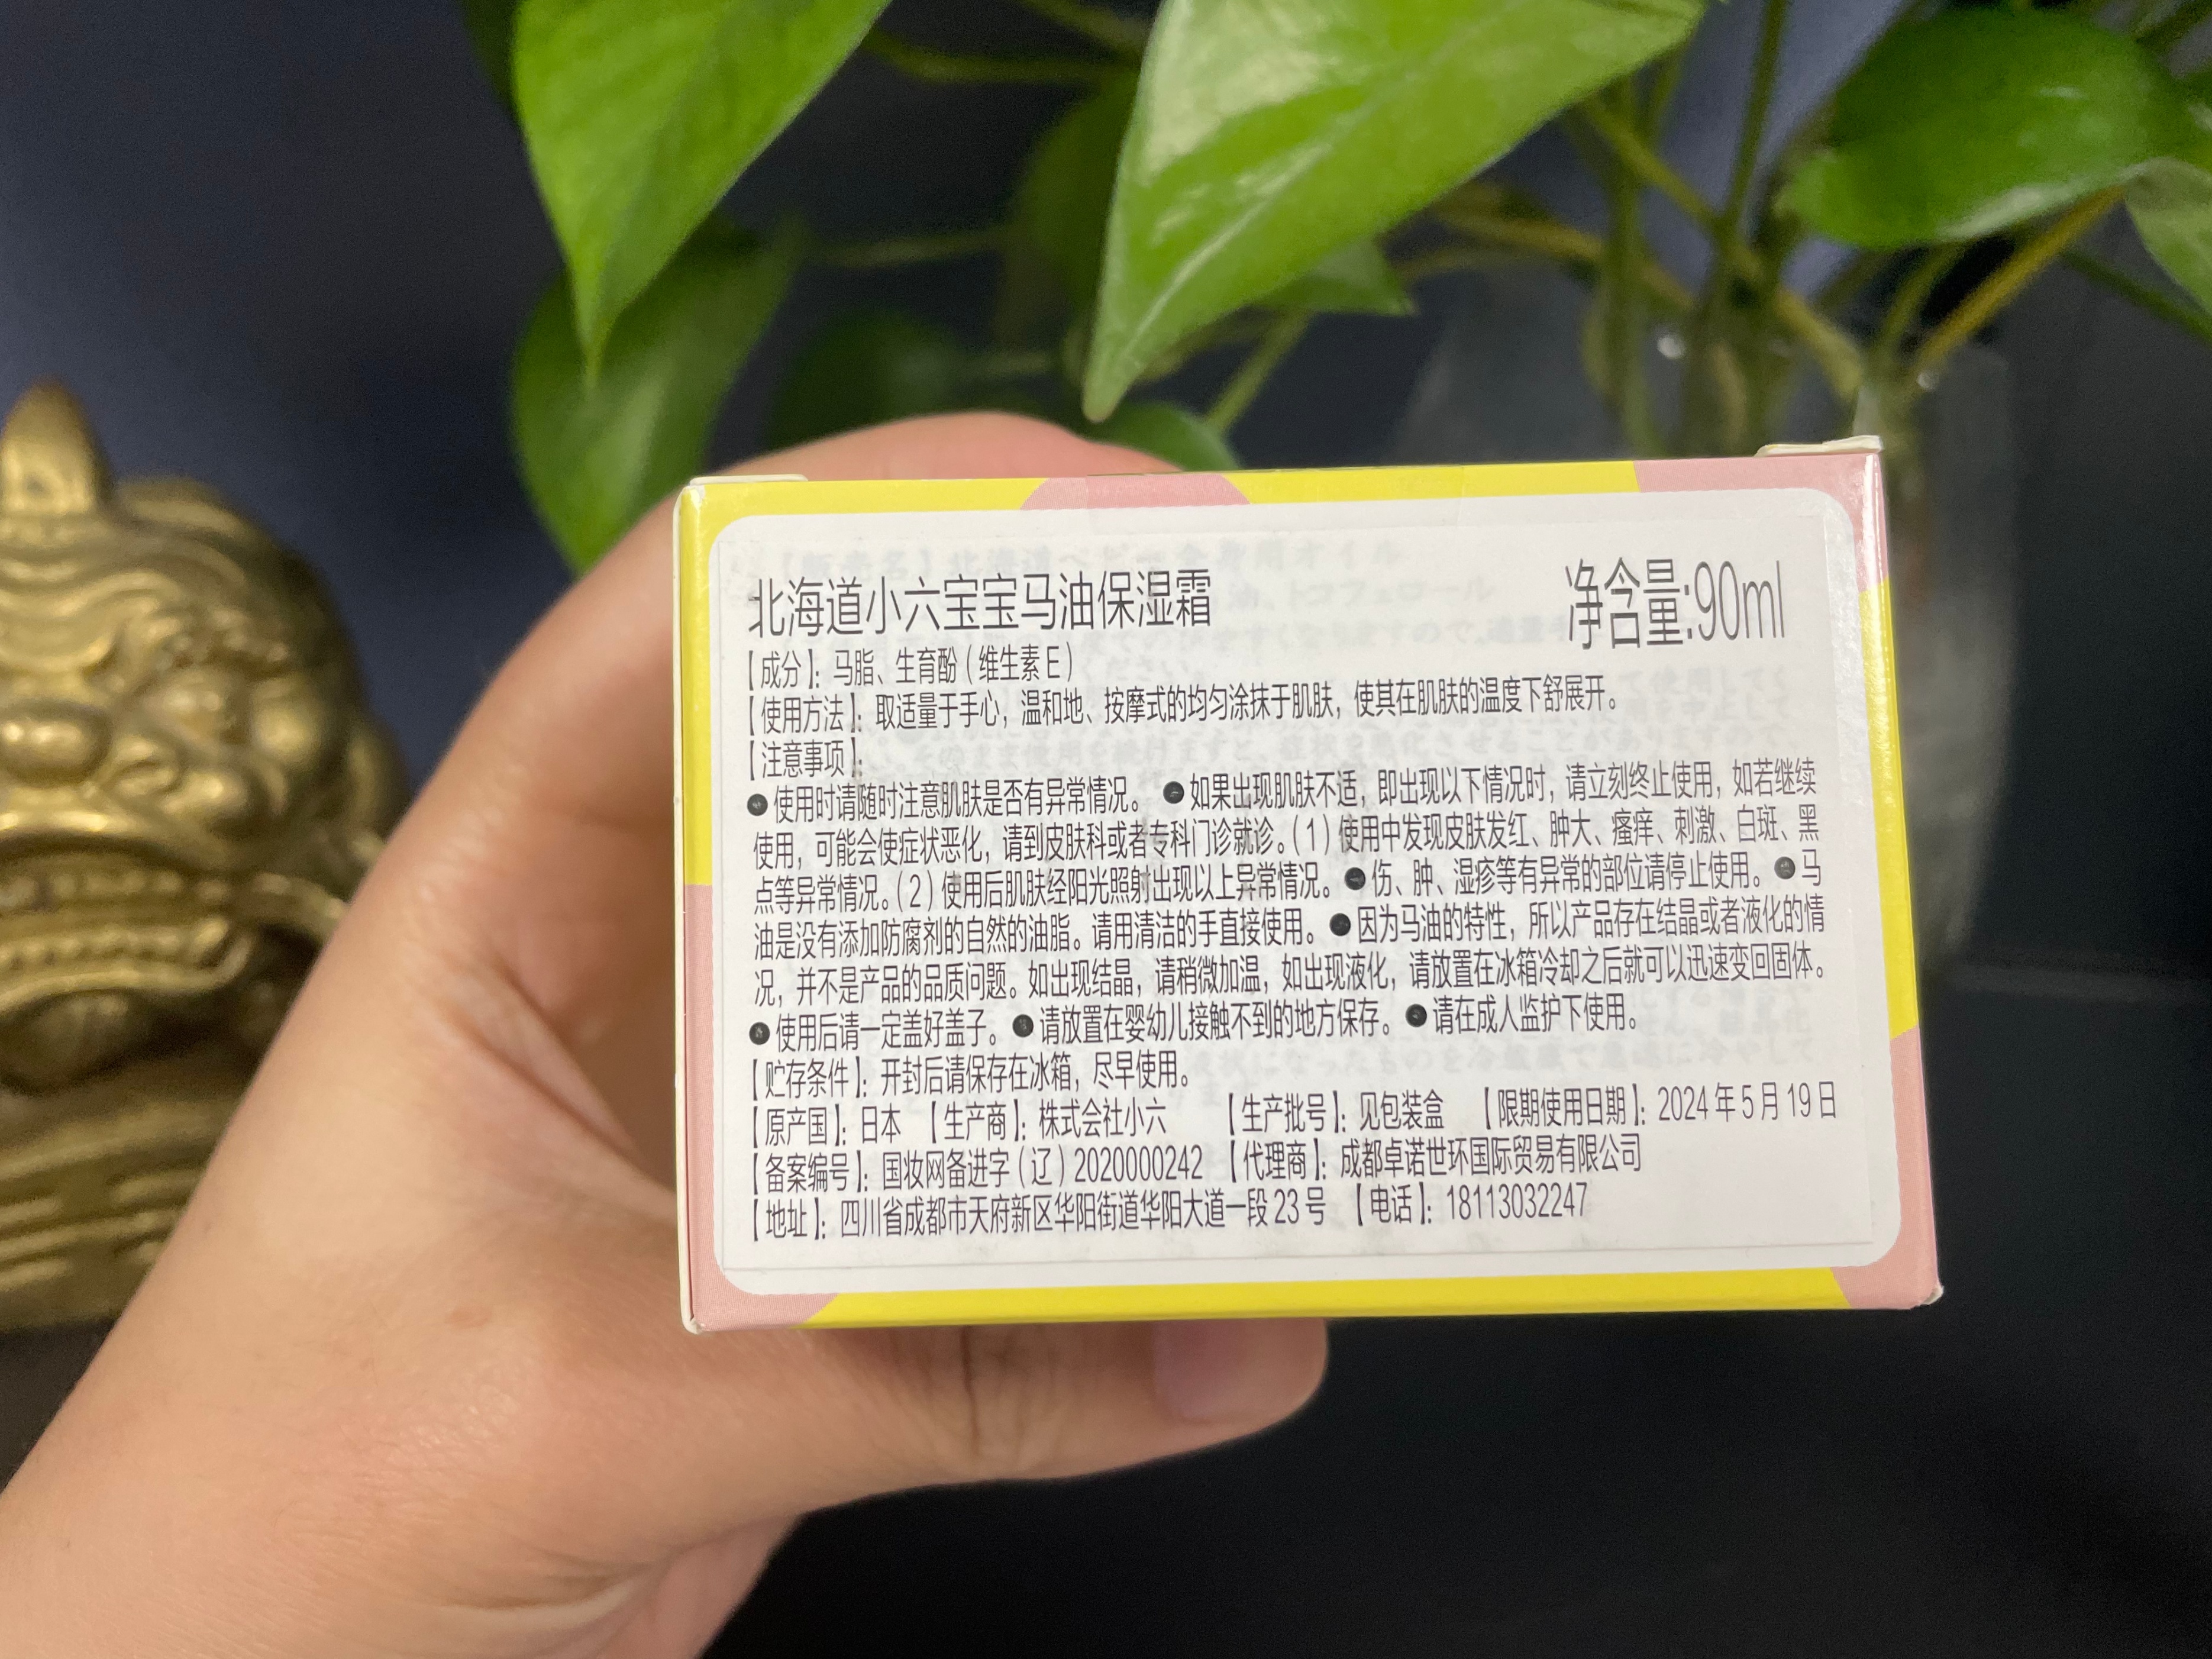 北海道小六宝宝马油保湿霜 净含量:90ml
【成分】：马脂、生育酚（维生素E）
【使用方法】：取适量于手心，温和地、按摩式的均匀涂抹于肌肤，使其在肌肤的温度下舒展开。
【注意事项】：
●使用时请随时注意肌肤是否有异常情况。 ●如果出现肌肤不适，即出现以下情况时，请立刻终止使用，如若继续
使用，可能会使症状恶化，请到皮肤科或者专科门诊就诊。（1）使用中发现皮肤发红、肿大、瘙痒、刺激、白斑、黑
点等异常情况。（2）使用后肌肤经阳光照射出现以上异常情况。●伤、肿、湿疹等有异常的部位请停止使用。●马
油是没有添加防腐剂的自然的油脂。请用清洁的手直接使用。●因为马油的特性，所以产品存在结晶或者液化的情
况，并不是产品的品质问题。如出现结晶，请稍微加温，如出现液化，请放置在冰箱冷却之后就可以迅速变回固体。
●使用后请一定盖好盖子。●请放置在婴幼儿接触不到的地方保存。●请在成人监护下使用。
【贮存条件】：开封后请保存在冰箱，尽早使用。
【原产国】：日本 【生产商】：株式会社小六 【生产批号】：见包装盒 【限期使用日期】：2024年5月19日
【备案编号】：国妆网备进字（辽）2020000242 【代理商】：成都卓诺世环国际贸易有限公司
【地址】：四川省成都市天府新区华阳街道华阳大道一段23号 【电话】：18113032247